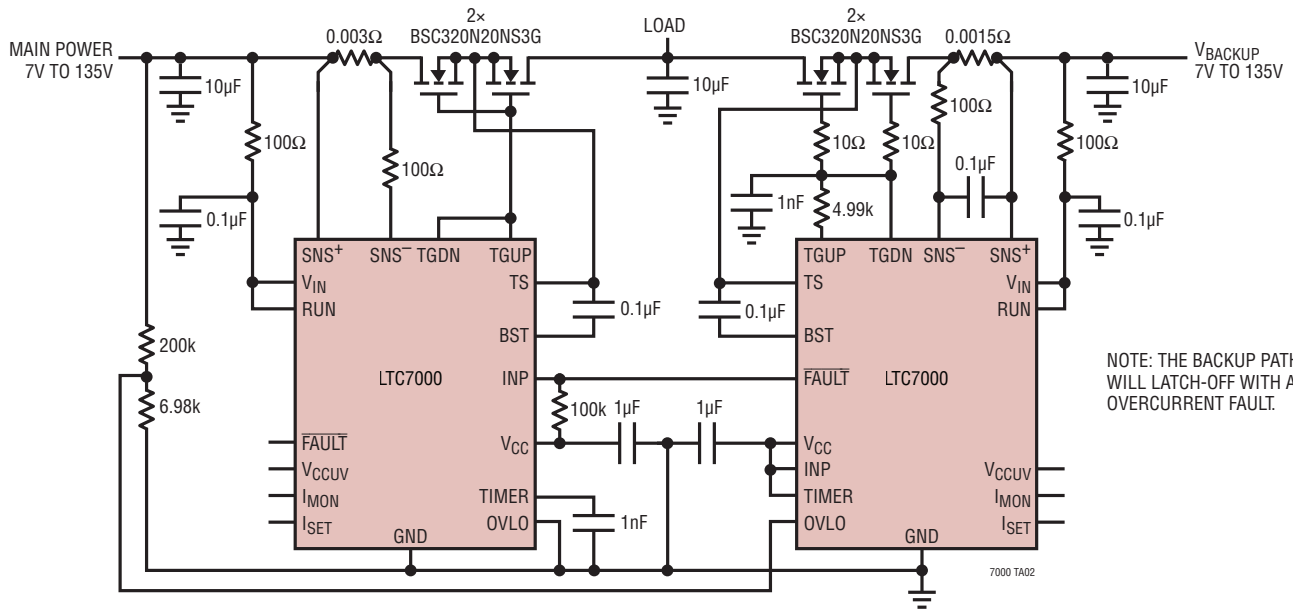 2×
BSC320N20NS3G
LOAD
2×
BSC320N20NS3G
MAIN POWER
7V TO 135V
0.003Ω
0.0015Ω
VBACKUP
7V TO 135V
10µF
10µF
10µF
100Ω
100Ω
10Ω
10Ω
100Ω
100Ω
0.1µF
0.1µF
1nF
4.99k
0.1µF
SNS+
SNS−
TGDN
TGUP
VIN
RUN
TS
BST
INP
VCC
TIMER
OVLO
GND
FAULT
VCCUV
IMON
ISET
LTC7000
200k
6.98k
0.1µF
0.1µF
100k
1µF
1µF
1nF
TGUP
TGDN
SNS−
SNS+
TS
BST
FAULT
VCC
INP
TIMER
OVLO
GND
VIN
RUN
VCCUV
IMON
ISET
LTC7000
NOTE: THE BACKUP PATH
WILL LATCH-OFF WITH A
OVERCURRENT FAULT.
7000 TA02